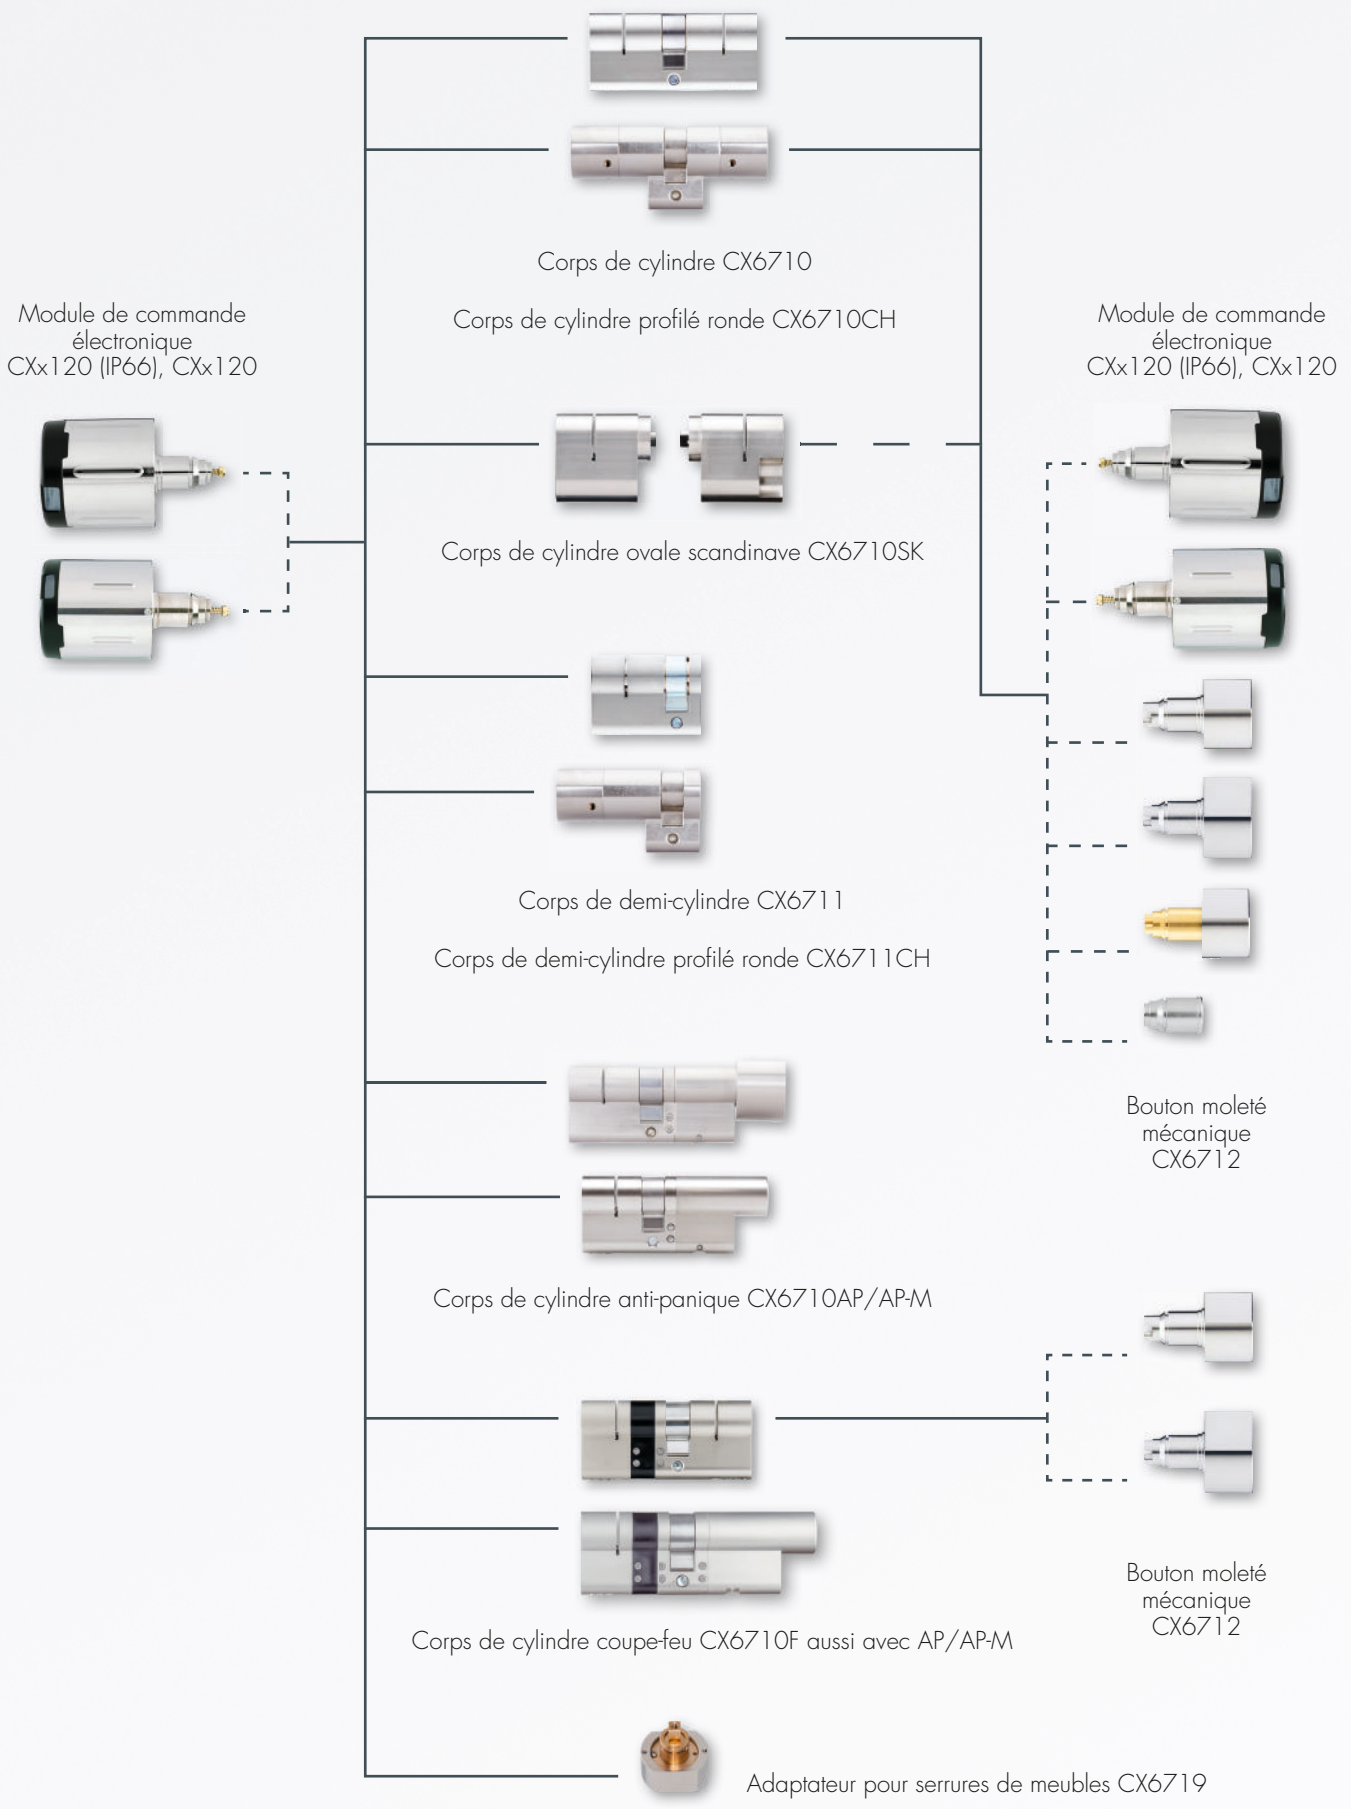 Corps de cylindre CX6710
Corps de cylindre profilé ronde CX6710CH
Module de commande
électronique
CXx120 (IP66), CXx120
Module de commande
électronique
CXx120 (IP66), CXx120
Corps de cylindre ovale scandinave CX6710SK
Corps de demi-cylindre CX6711
Corps de demi-cylindre profilé ronde CX6711CH
Bouton moleté
mécanique
CX6712
Corps de cylindre anti-panique CX6710AP/AP-M
Bouton moleté
mécanique
CX6712
Corps de cylindre coupe-feu CX6710F aussi avec AP/AP-M
Adaptateur pour serrures de meubles CX6719